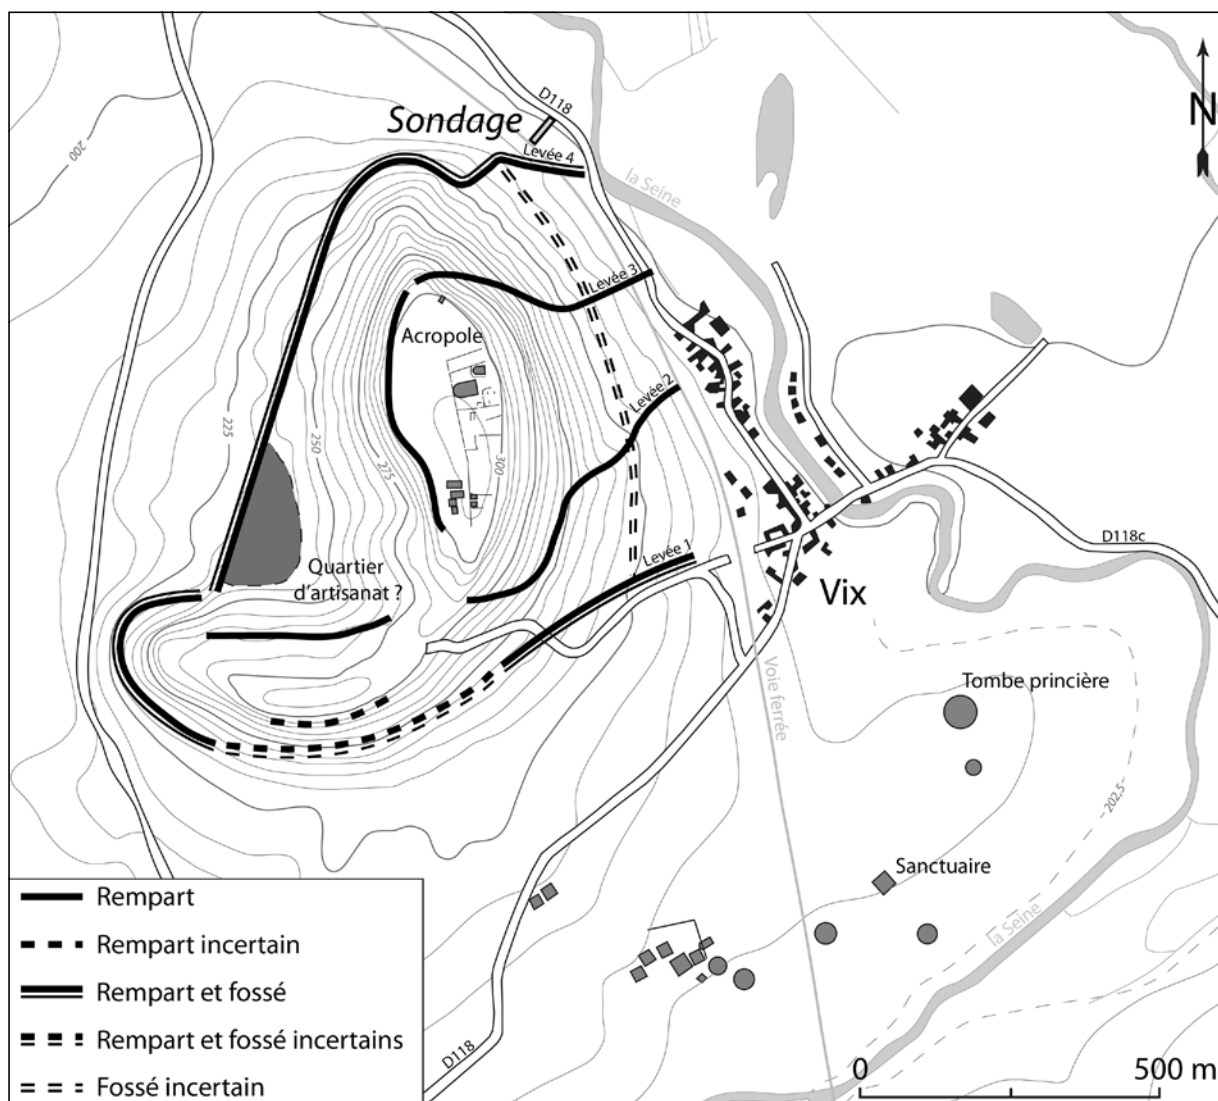 D118
Sondage
N
200
Levée 4
la Seine
Levée 3
Acropole
Levée 2
225
250
275
300
D118c
Levée 1
Quartier
d'artisanat ?
Vix
Voie ferrée
Tombe princière
202,5
Sanctuaire
la Seine
Rempart
Rempart incertain
Rempart et fossé
Rempart et fossé incertains
Fossé incertain
D118
0
500 m